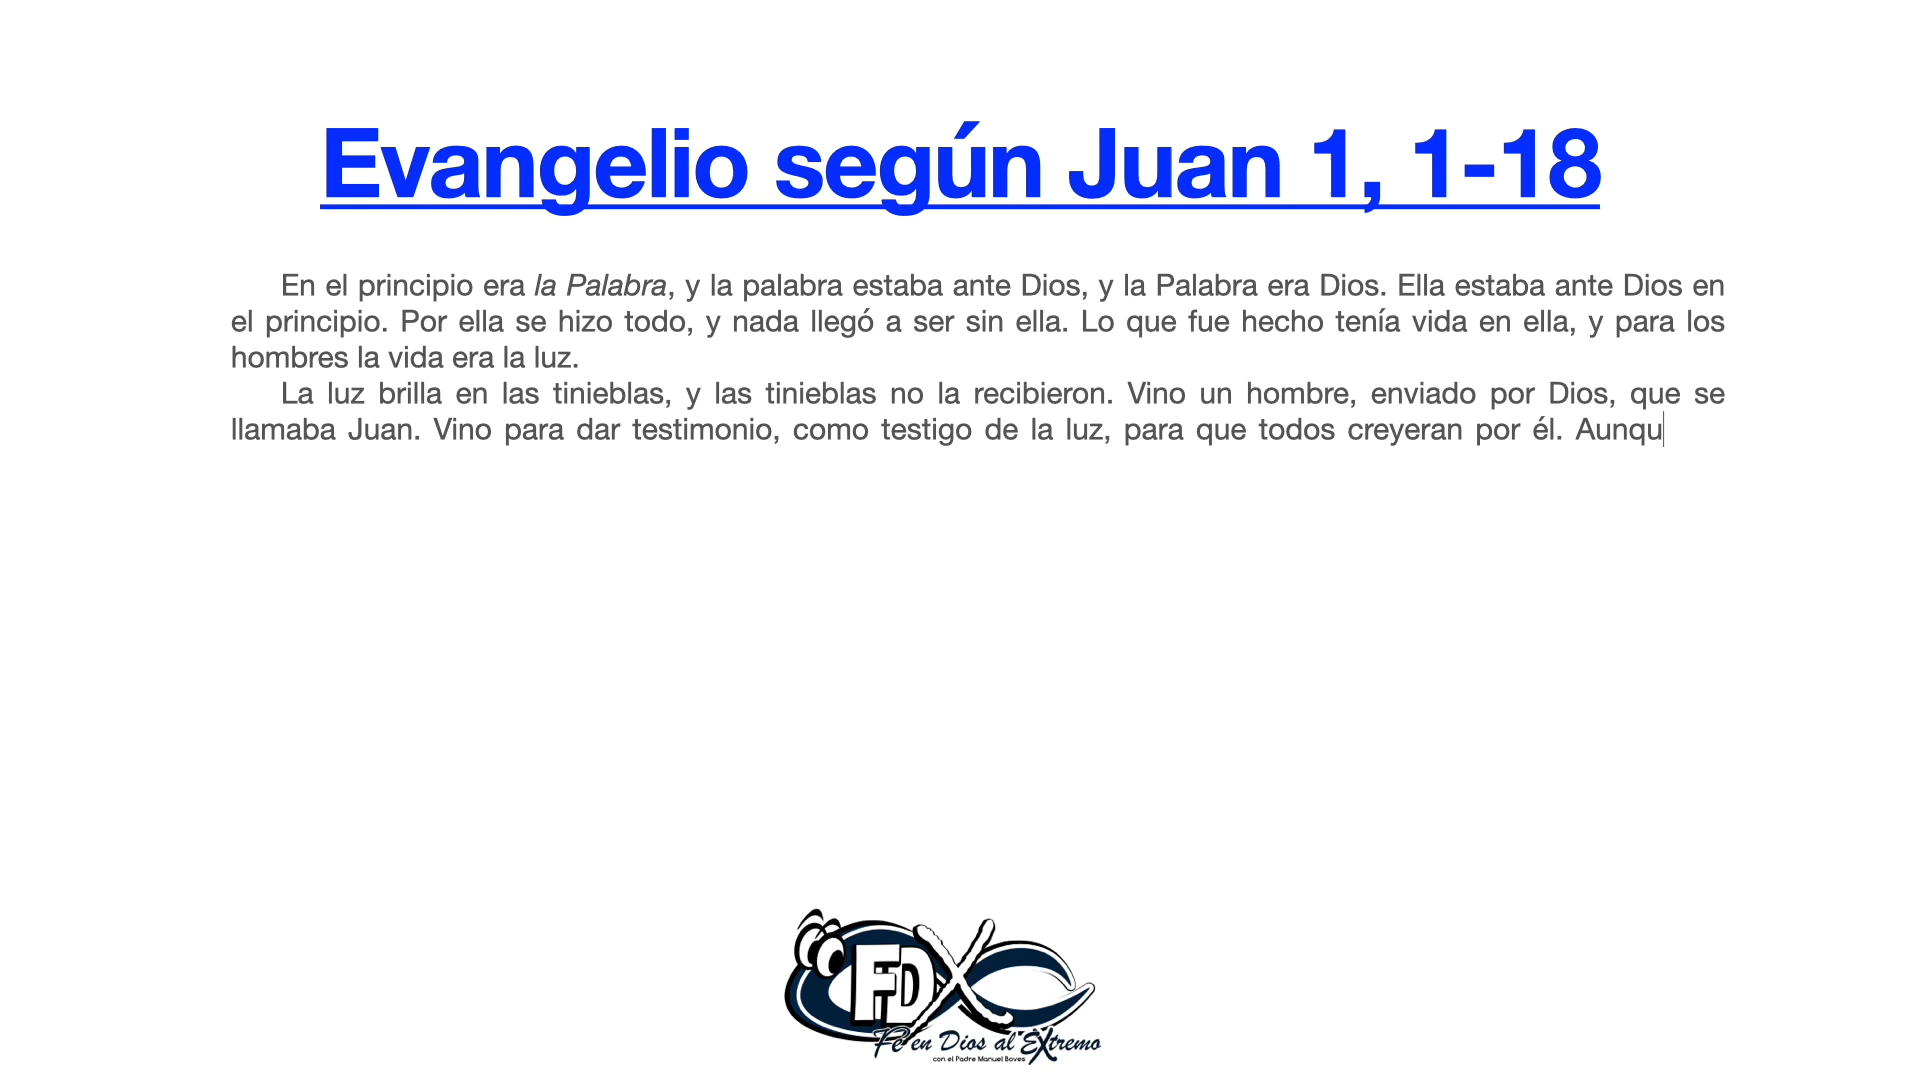 Evangelio según Juan 1, 1-18
En el principio era la Palabra, y la palabra estaba ante Dios, y la Palabra era Dios. Ella estaba ante Dios en
el principio. Por ella se hizo todo, y nada llegó a ser sin ella. Lo que fue hecho tenía vida en ella, y para los
hombres la vida era la luz.
La luz brilla en las tinieblas, y las tinieblas no la recibieron. Vino un hombre, enviado por Dios, que se
llamaba Juan. Vino para dar testimonio, como testigo de la luz, para que todos creyeran por él. Aunqu
FDX
Fe en Dios al Extremo
con el Padre Manuel Boves